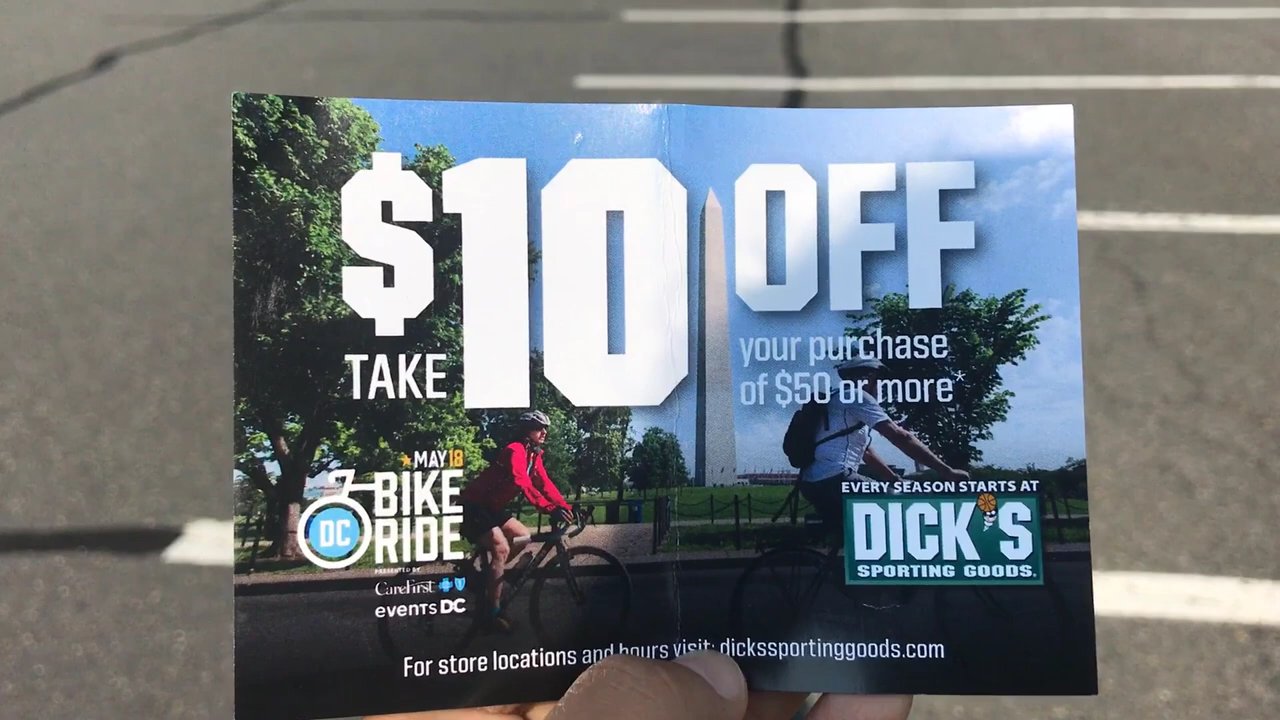 $10 OFF
TAKE
your purchase
of $50 or more*
MAY 18
BIKE
DC
RIDE
PRESENTED BY
CareFirst
events DC
EVERY SEASON STARTS AT
DICK'S
SPORTING GOODS.
For store locations and hours visit: dickssportinggoods.com